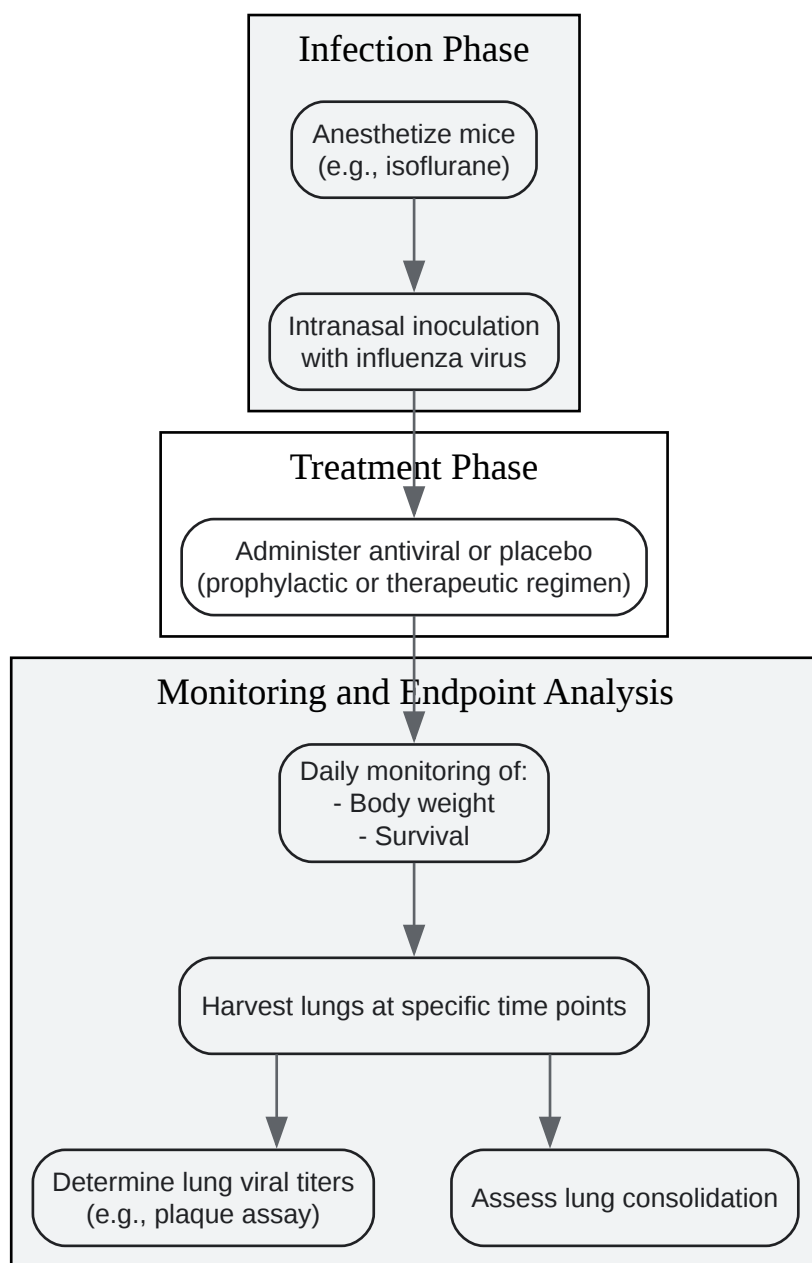 Infection Phase
Anesthetize mice
(e.g., isoflurane)
Intranasal inoculation
with influenza virus
Treatment Phase
Administer antiviral or placebo
(prophylactic or therapeutic regimen)
Monitoring and Endpoint Analysis
Daily monitoring of:
- Body weight
- Survival
Harvest lungs at specific time points
Determine lung viral titers
(e.g., plaque assay)
Assess lung consolidation